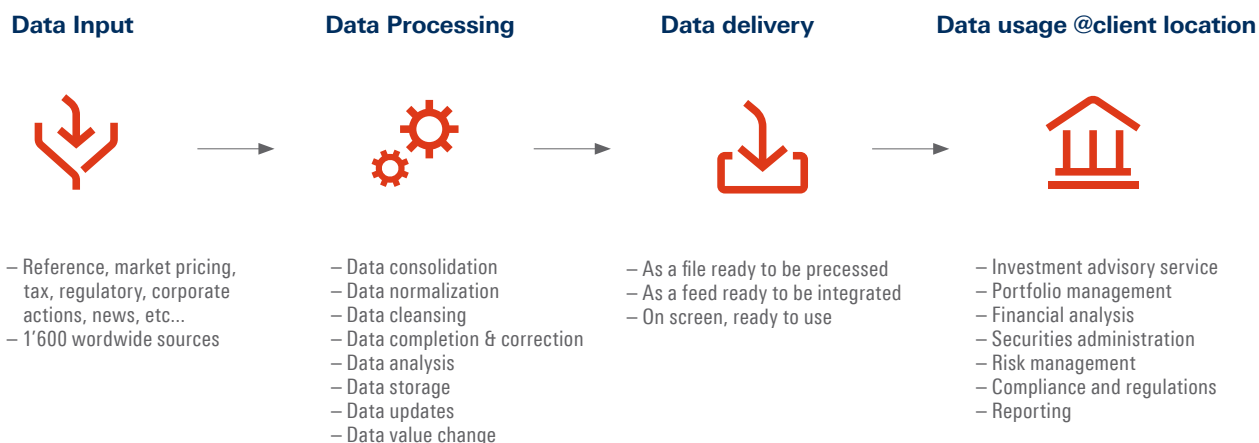 Data Input
– Reference, market pricing,
tax, regulatory, corporate
actions, news, etc...
– 1'600 wordwide sources
Data Processing
– Data consolidation
– Data normalization
– Data cleansing
– Data completion & correction
– Data analysis
– Data storage
– Data updates
– Data value change
Data delivery
– As a file ready to be precessed
– As a feed ready to be integrated
– On screen, ready to use
Data usage @client location
– Investment advisory service
– Portfolio management
– Financial analysis
– Securities administration
– Risk management
– Compliance and regulations
– Reporting